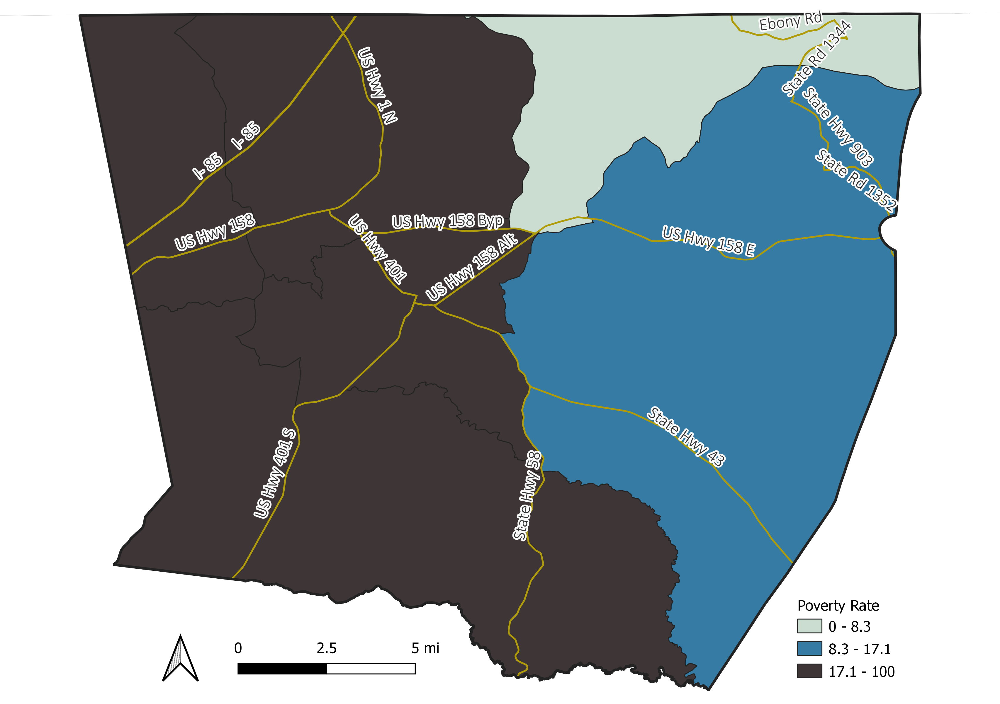 Ebony Rd
State Rd 1344
US Hwy 1 N
State Hwy 903
I- 85
I- 85
State Rd 1352
US Hwy 158
US Hwy 158 Byp
US Hwy 401
US Hwy 158 E
US Hwy 158 Alt
State Hwy 43
US Hwy 401 S
State Hwy 58
Poverty Rate
0 - 8.3
8.3 - 17.1
17.1 - 100
0 2.5 5 mi